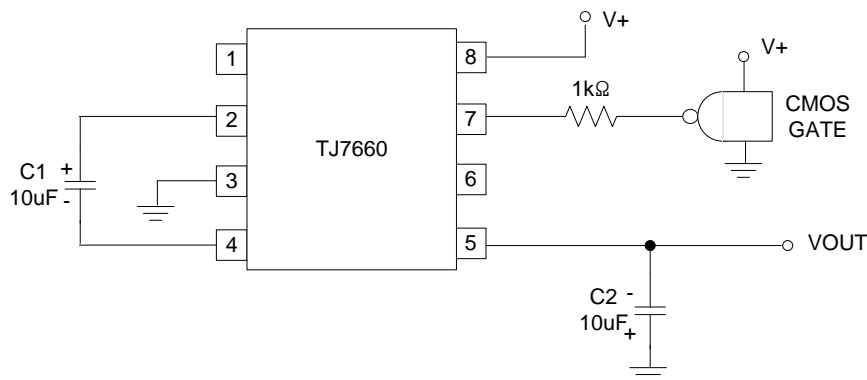 V+
V+
1
8
1kΩ
CMOS
GATE
2
7
TJ7660
C1
+
10uF
-
3
6
4
5
VOUT
C2
-
10uF
+